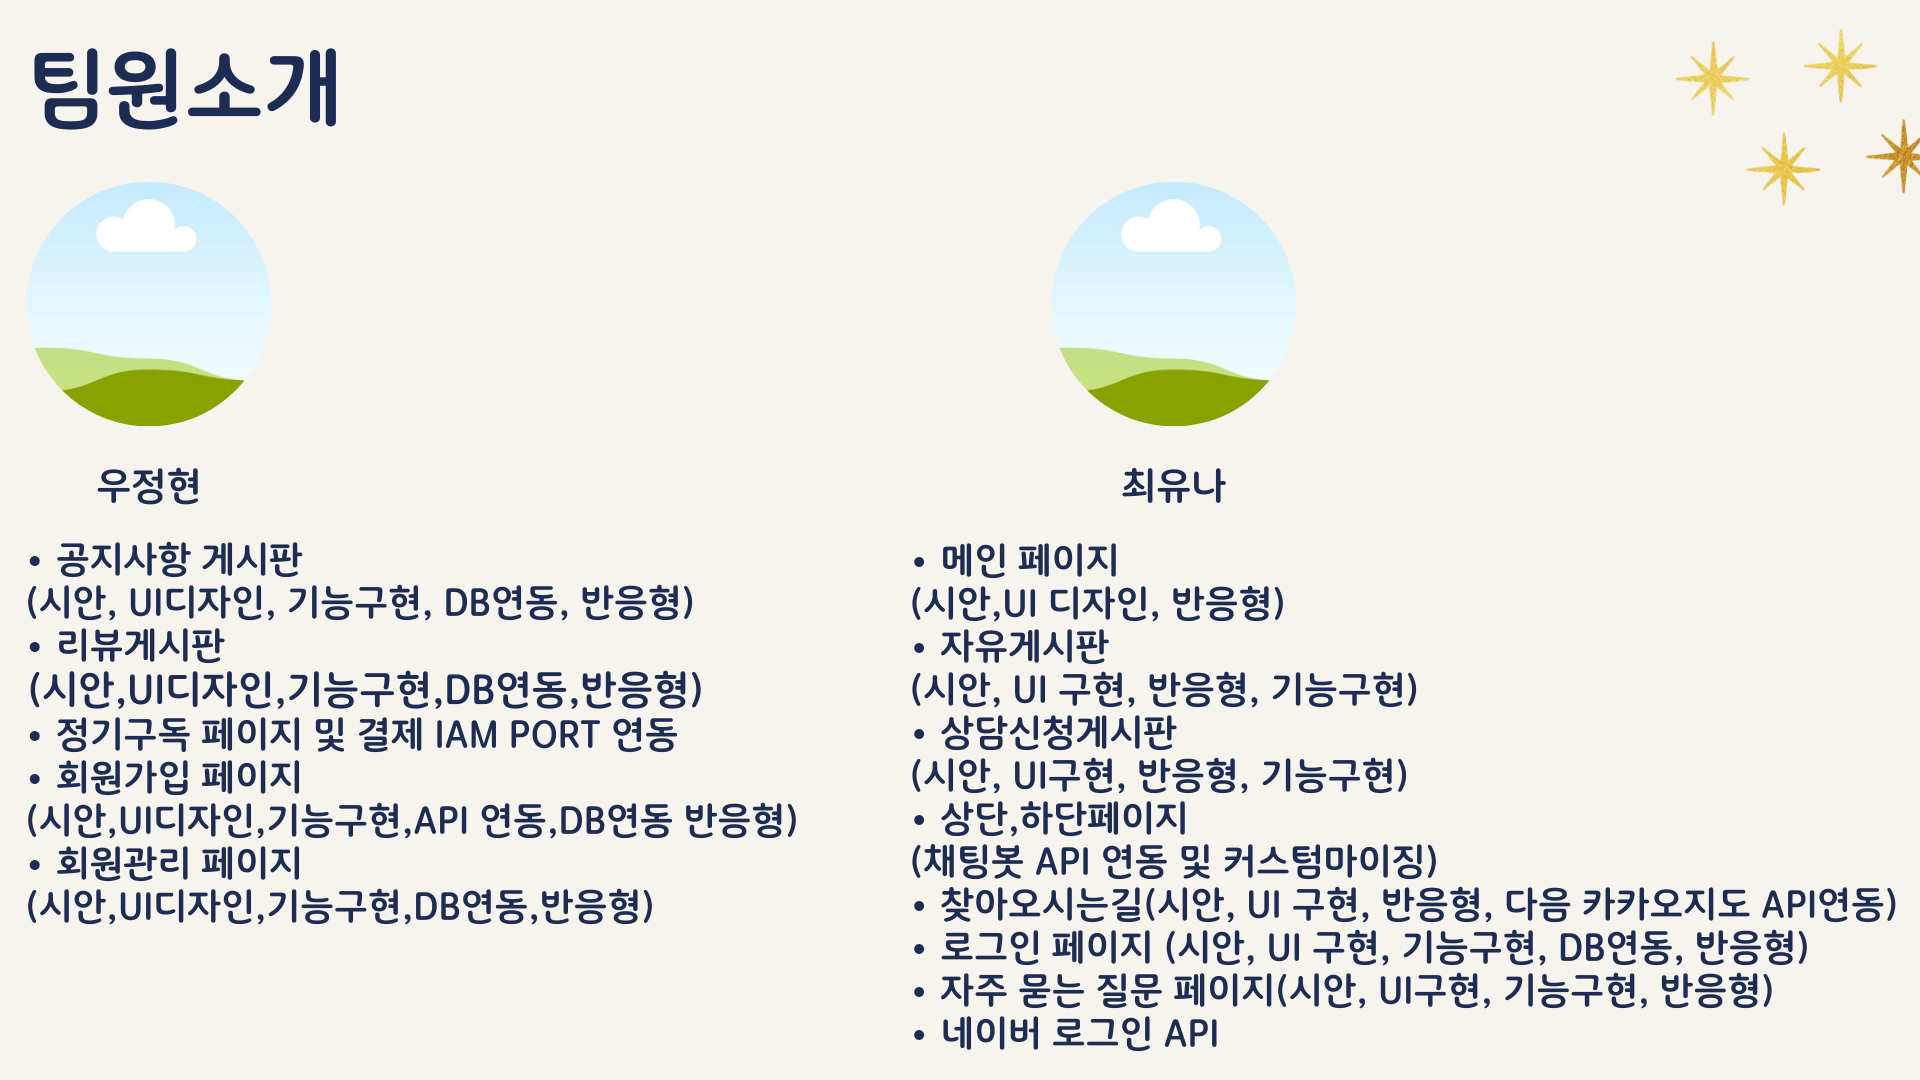 팀원소개
우정현
• 공지사항 게시판
(시안, UI디자인, 기능구현, DB연동, 반응형)
• 리뷰게시판
(시안,UI디자인,기능구현,DB연동,반응형)
• 정기구독 페이지 및 결제 IAM PORT 연동
• 회원가입 페이지
(시안,UI디자인,기능구현,API 연동,DB연동 반응형)
• 회원관리 페이지
(시안,UI디자인,기능구현,DB연동,반응형)
최유나
• 메인 페이지
(시안,UI 디자인, 반응형)
• 자유게시판
(시안, UI 구현, 반응형, 기능구현)
• 상담신청게시판
(시안, UI구현, 반응형, 기능구현)
• 상단,하단페이지
(채팅봇 API 연동 및 커스텀마이징)
• 찾아오시는길(시안, UI 구현, 반응형, 다음 카카오지도 API연동)
• 로그인 페이지 (시안, UI 구현, 기능구현, DB연동, 반응형)
• 자주 묻는 질문 페이지(시안, UI구현, 기능구현, 반응형)
• 네이버 로그인 API